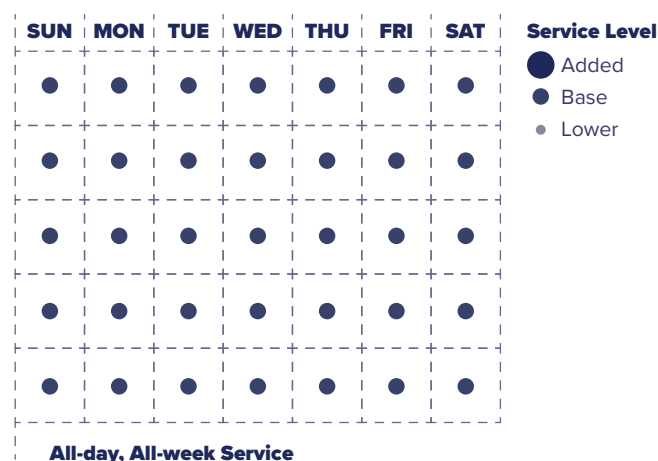 SUN MON TUE WED THU FRI SAT
Service Level
Added
Base
Lower
All-day, All-week Service